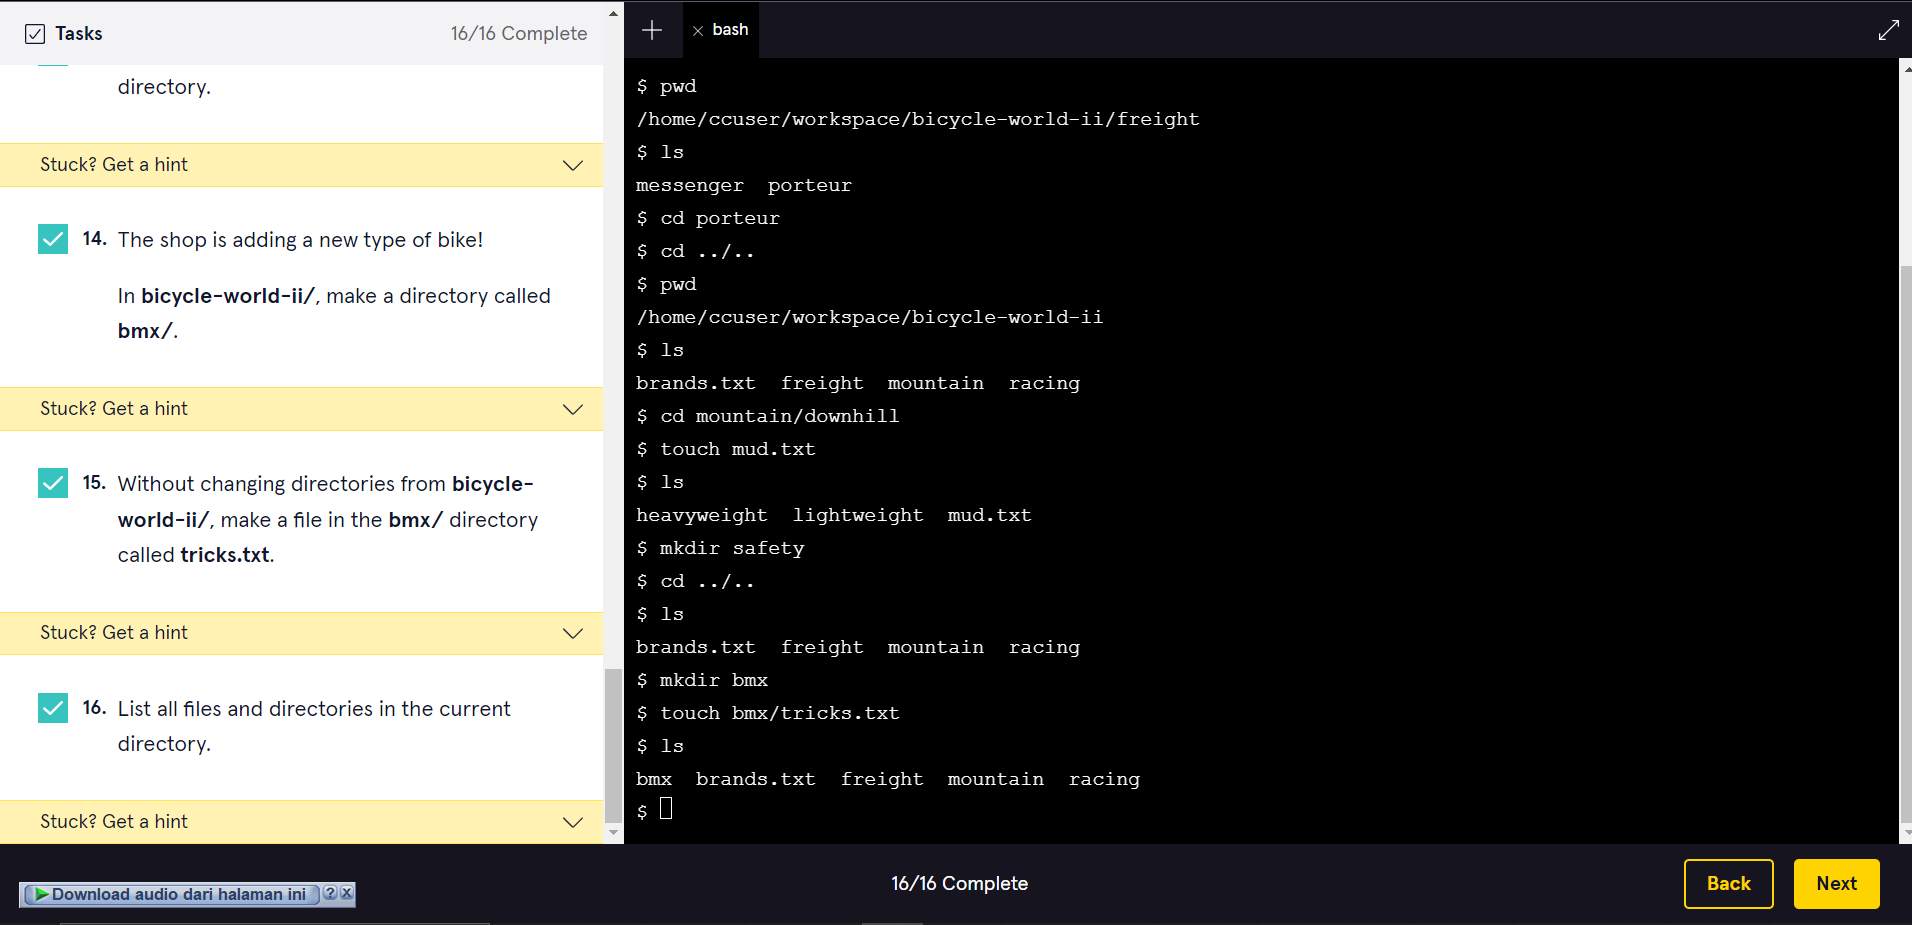 Tasks
16/16 Complete
directory.
Stuck? Get a hint
14. The shop is adding a new type of bike!
In bicycle-world-ii/, make a directory called
bmx/.
Stuck? Get a hint
15. Without changing directories from bicycle-
world-ii/, make a file in the bmx/ directory
called tricks.txt.
Stuck? Get a hint
16. List all files and directories in the current
directory.
Stuck? Get a hint
bash
$ pwd
/home/ccuser/workspace/bicycle-world-ii/freight
$ ls
messenger  porteur
$ cd porteur
$ cd ../..
$ pwd
/home/ccuser/workspace/bicycle-world-ii
$ ls
brands.txt  freight  mountain  racing
$ cd mountain/downhill
$ touch mud.txt
$ ls
heavyweight  lightweight  mud.txt
$ mkdir safety
$ cd ../..
$ ls
brands.txt  freight  mountain  racing
$ mkdir bmx
$ touch bmx/tricks.txt
$ ls
bmx  brands.txt  freight  mountain  racing
$
Download audio dari halaman ini ?
16/16 Complete
Back
Next